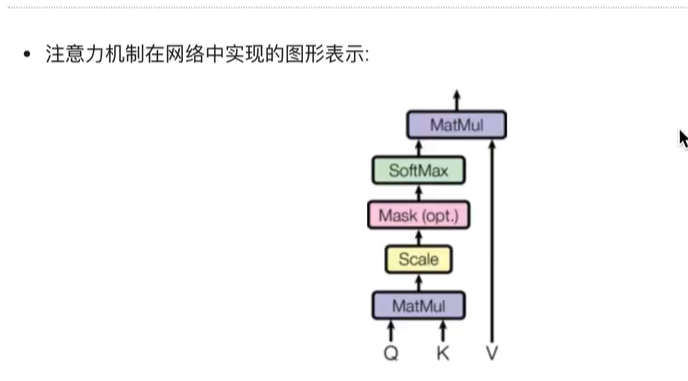 • 注意力机制在网络中实现的图形表示:
MatMul
SoftMax
Mask (opt.)
Scale
MatMul
Q K V